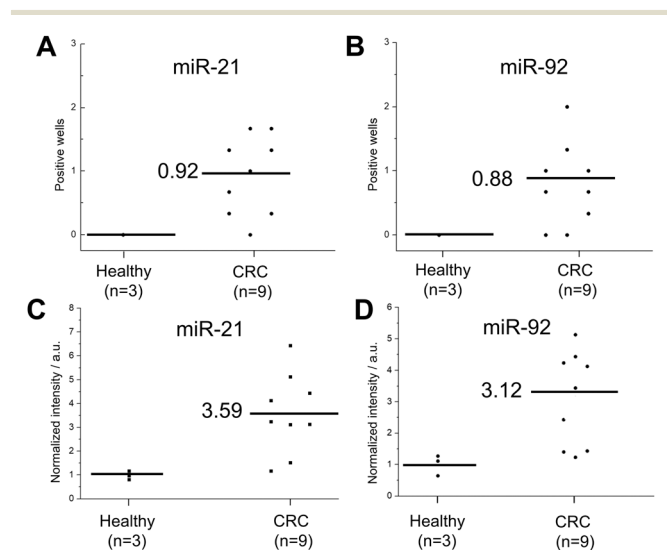 A
miR-21
3
2
1
0
Positive wells
0.92
Healthy
(n=3)
CRC
(n=9)
B
miR-92
3
2
1
0
Positive wells
0.88
Healthy
(n=3)
CRC
(n=9)
C
miR-21
8
7
6
5
4
3
2
1
0
Normalized intensity / a.u.
3.59
Healthy
(n=3)
CRC
(n=9)
D
miR-92
6
5
4
3
2
1
0
Normalized intensity / a.u.
3.12
Healthy
(n=3)
CRC
(n=9)